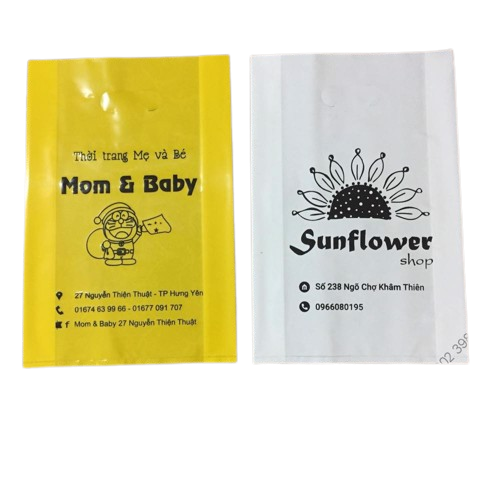 Thời trang Mẹ và Bé
Mom & Baby
27 Nguyễn Thiện Thuật - TP Hưng Yên
01674 63 99 66 - 01677 091 707
f Mom & Baby 27 Nguyễn Thiện Thuật
Sunflower
shop
Số 238 Ngõ Chợ Khâm Thiên
0966080195